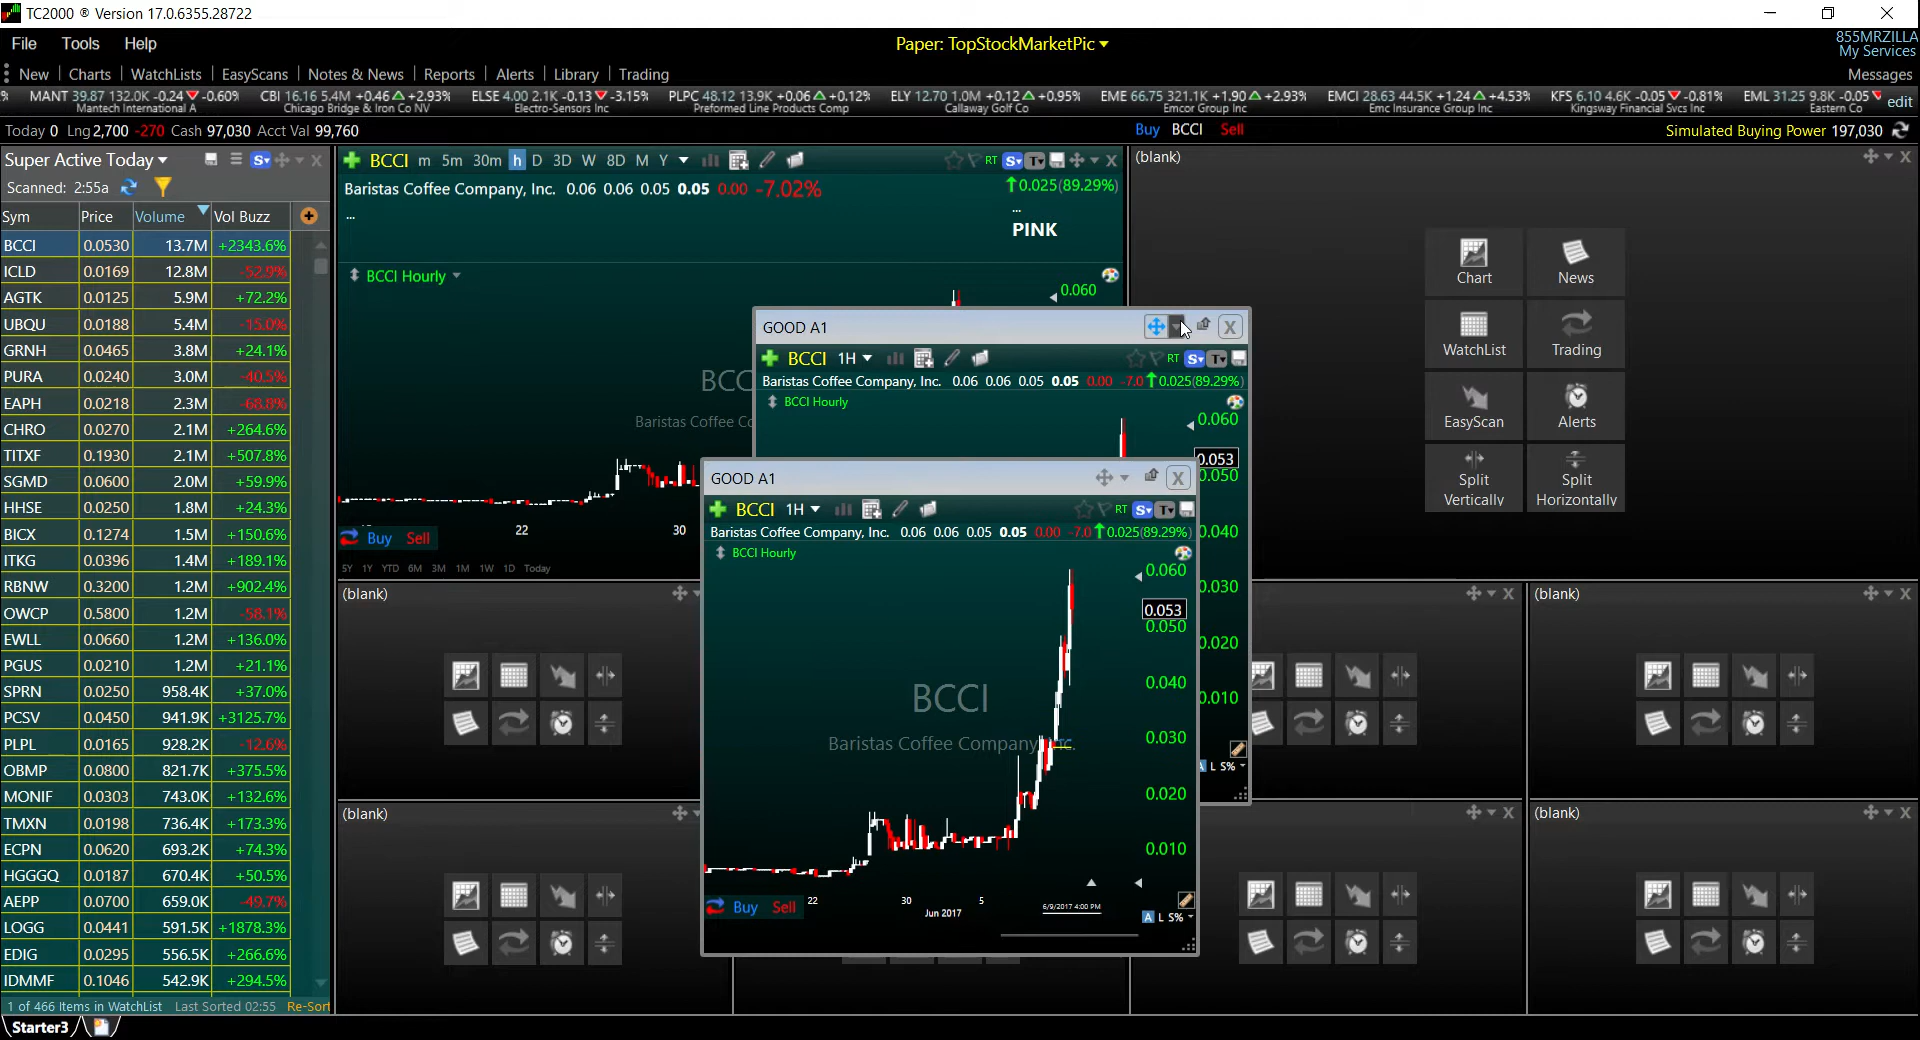 TC2000 ® Version 17.0.6355.28722
File Tools Help
Paper: TopStockMarketPic
855MRZILLA
My Services
New Charts WatchLists EasyScans Notes & News Reports Alerts Library Trading
Messages
% MANT 39.87 132.0K -0.24 -0.60% CBI 16.16 5.4M +0.46 +2.93% ELSE 4.00 2.1K -0.13 -3.15% PLPC 48.12 13.9K +0.06 +0.12% ELY 12.70 1.0M +0.12 +0.95% EME 66.75 321.1K +1.90 +2.93% EMCI 28.63 44.5K +1.24 +4.53% KFS 6.10 4.6K -0.05 -0.81% EML 31.25 9.8K -0.05 edit
Mantech International A Chicago Bridge & Iron Co NV Electro-Sensors Inc Preformed Line Products Comp Callaway Golf Co Emcor Group Inc Emc Insurance Group Inc Kingsway Financial Svcs Inc Eastern Co
Today 0 Lng 2,700 -270 Cash 97,030 Acct Val 99,760
Buy BCCI Sell
Simulated Buying Power 197,030
Super Active Today
Scanned: 2:55a
Sym Price Volume Vol Buzz
BCCI 0.0530 13.7M +2343.6%
ICLD 0.0169 12.8M -52.9%
AGTK 0.0125 5.9M +72.2%
UBQU 0.0188 5.4M -15.0%
GRNH 0.0465 3.8M +24.1%
PURA 0.0240 3.0M -40.5%
EAPH 0.0218 2.3M -68.8%
CHRO 0.0270 2.1M +264.6%
TITXF 0.1930 2.1M +507.8%
SGMD 0.0600 2.0M +59.9%
HHSE 0.0250 1.8M +24.3%
BICX 0.1274 1.5M +150.6%
ITKG 0.0396 1.4M +189.1%
RBNW 0.3200 1.2M +902.4%
OWCP 0.5800 1.2M -58.1%
EWLL 0.0660 1.2M +136.0%
PGUS 0.0210 1.2M +21.1%
SPRN 0.0250 958.4K +37.0%
PCSV 0.0450 941.9K +3125.7%
PLPL 0.0165 928.2K -12.6%
OBMP 0.0800 821.7K +375.5%
MONIF 0.0303 743.0K +132.6%
TMXN 0.0198 736.4K +173.3%
ECPN 0.0620 693.2K +74.3%
HGGGQ 0.0187 670.4K +50.5%
AEPP 0.0700 659.0K -49.7%
LOGG 0.0441 591.5K +1878.3%
EDIG 0.0295 556.5K +266.6%
IDMMF 0.1046 542.9K +294.5%
1 of 466 Items in WatchList Last Sorted 02:55 Re-Sort
Starter3
BCCI m 5m 30m h D 3D W 8D M Y
RT S T
Baristas Coffee Company, Inc. 0.06 0.06 0.05 0.05 0.00 -7.02%
0.025(89.29%)
...
...
PINK
BCCI Hourly
0.060
BCC
Baristas Coffee Co
22
30
Buy Sell
5Y 1Y YTD 6M 3M 1M 1W 1D Today
GOOD A1
X
BCCI 1H
RT S T
Baristas Coffee Company, Inc. 0.06 0.06 0.05 0.05 0.00 -7.0 0.025(89.29%)
BCCI Hourly
0.060
0.053
0.050
0.040
0.030
0.020
0.010
A L S%
GOOD A1
X
BCCI 1H
RT S T
Baristas Coffee Company, Inc. 0.06 0.06 0.05 0.05 0.00 -7.0 0.025(89.29%)
BCCI Hourly
0.060
0.053
0.050
0.040
BCCI
Baristas Coffee Company, Inc.
0.030
0.020
0.010
Buy Sell
22
30
5
Jun 2017
6/9/2017 4:00 PM
A L S%
(blank)
Chart
News
WatchList
Trading
EasyScan
Alerts
Split
Vertically
Split
Horizontally
(blank)
(blank)
(blank)
(blank)